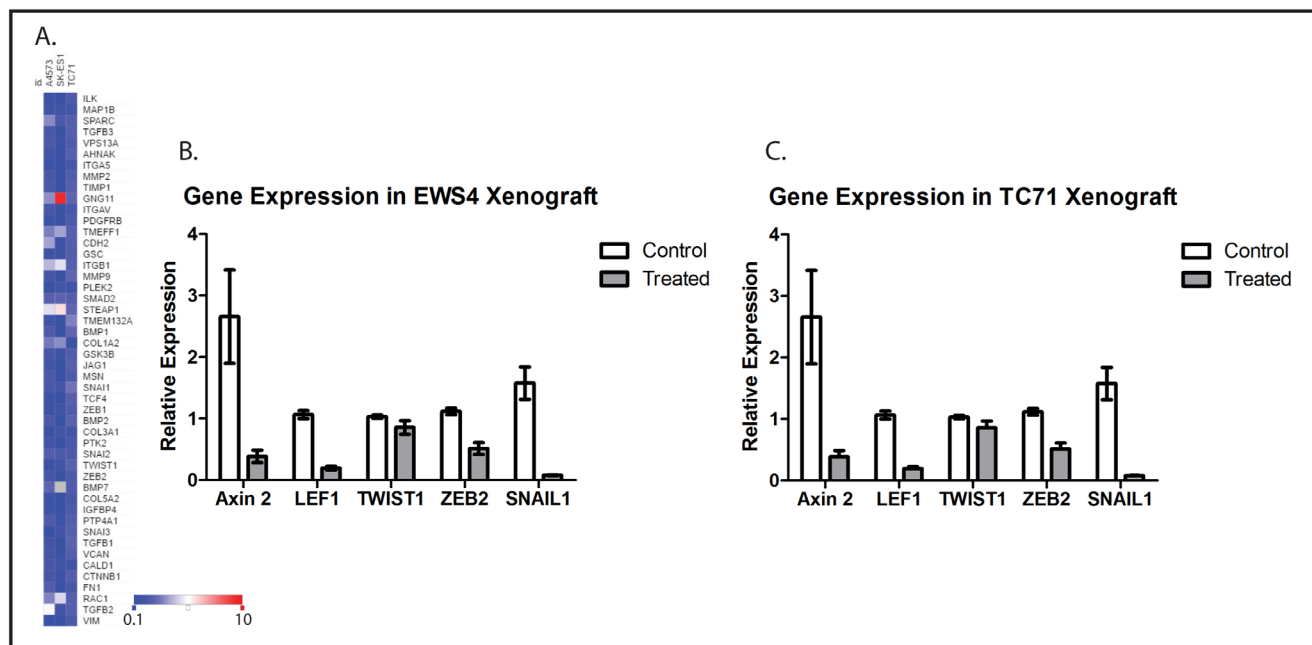 A.
id
A4573
SK-ES1
TC71
ILK
MAP1B
SPARC
TGFB3
VPS13A
AHNAK
ITGA5
MMP2
TIMP1
GNG11
ITGAV
PDGFRB
TMEFF1
CDH2
GSC
ITGB1
MMP9
PLEK2
SMAD2
STEAP1
TMEM132A
BMP1
COL1A2
GSK3B
JAG1
MSN
SNAI1
TCF4
ZEB1
BMP2
COL3A1
PTK2
SNAI2
TWIST1
ZEB2
BMP7
COL5A2
IGFBP4
PTP4A1
SNAI3
TGFB1
VCAN
CALD1
CTNNB1
FN1
RAC1
TGFB2
VIM
0.1
10
B.
Gene Expression in EWS4 Xenograft
Relative Expression
4
3
2
1
0
Control
Treated
Axin 2
LEF1
TWIST1
ZEB2
SNAIL1
C.
Gene Expression in TC71 Xenograft
Relative Expression
4
3
2
1
0
Control
Treated
Axin 2
LEF1
TWIST1
ZEB2
SNAIL1